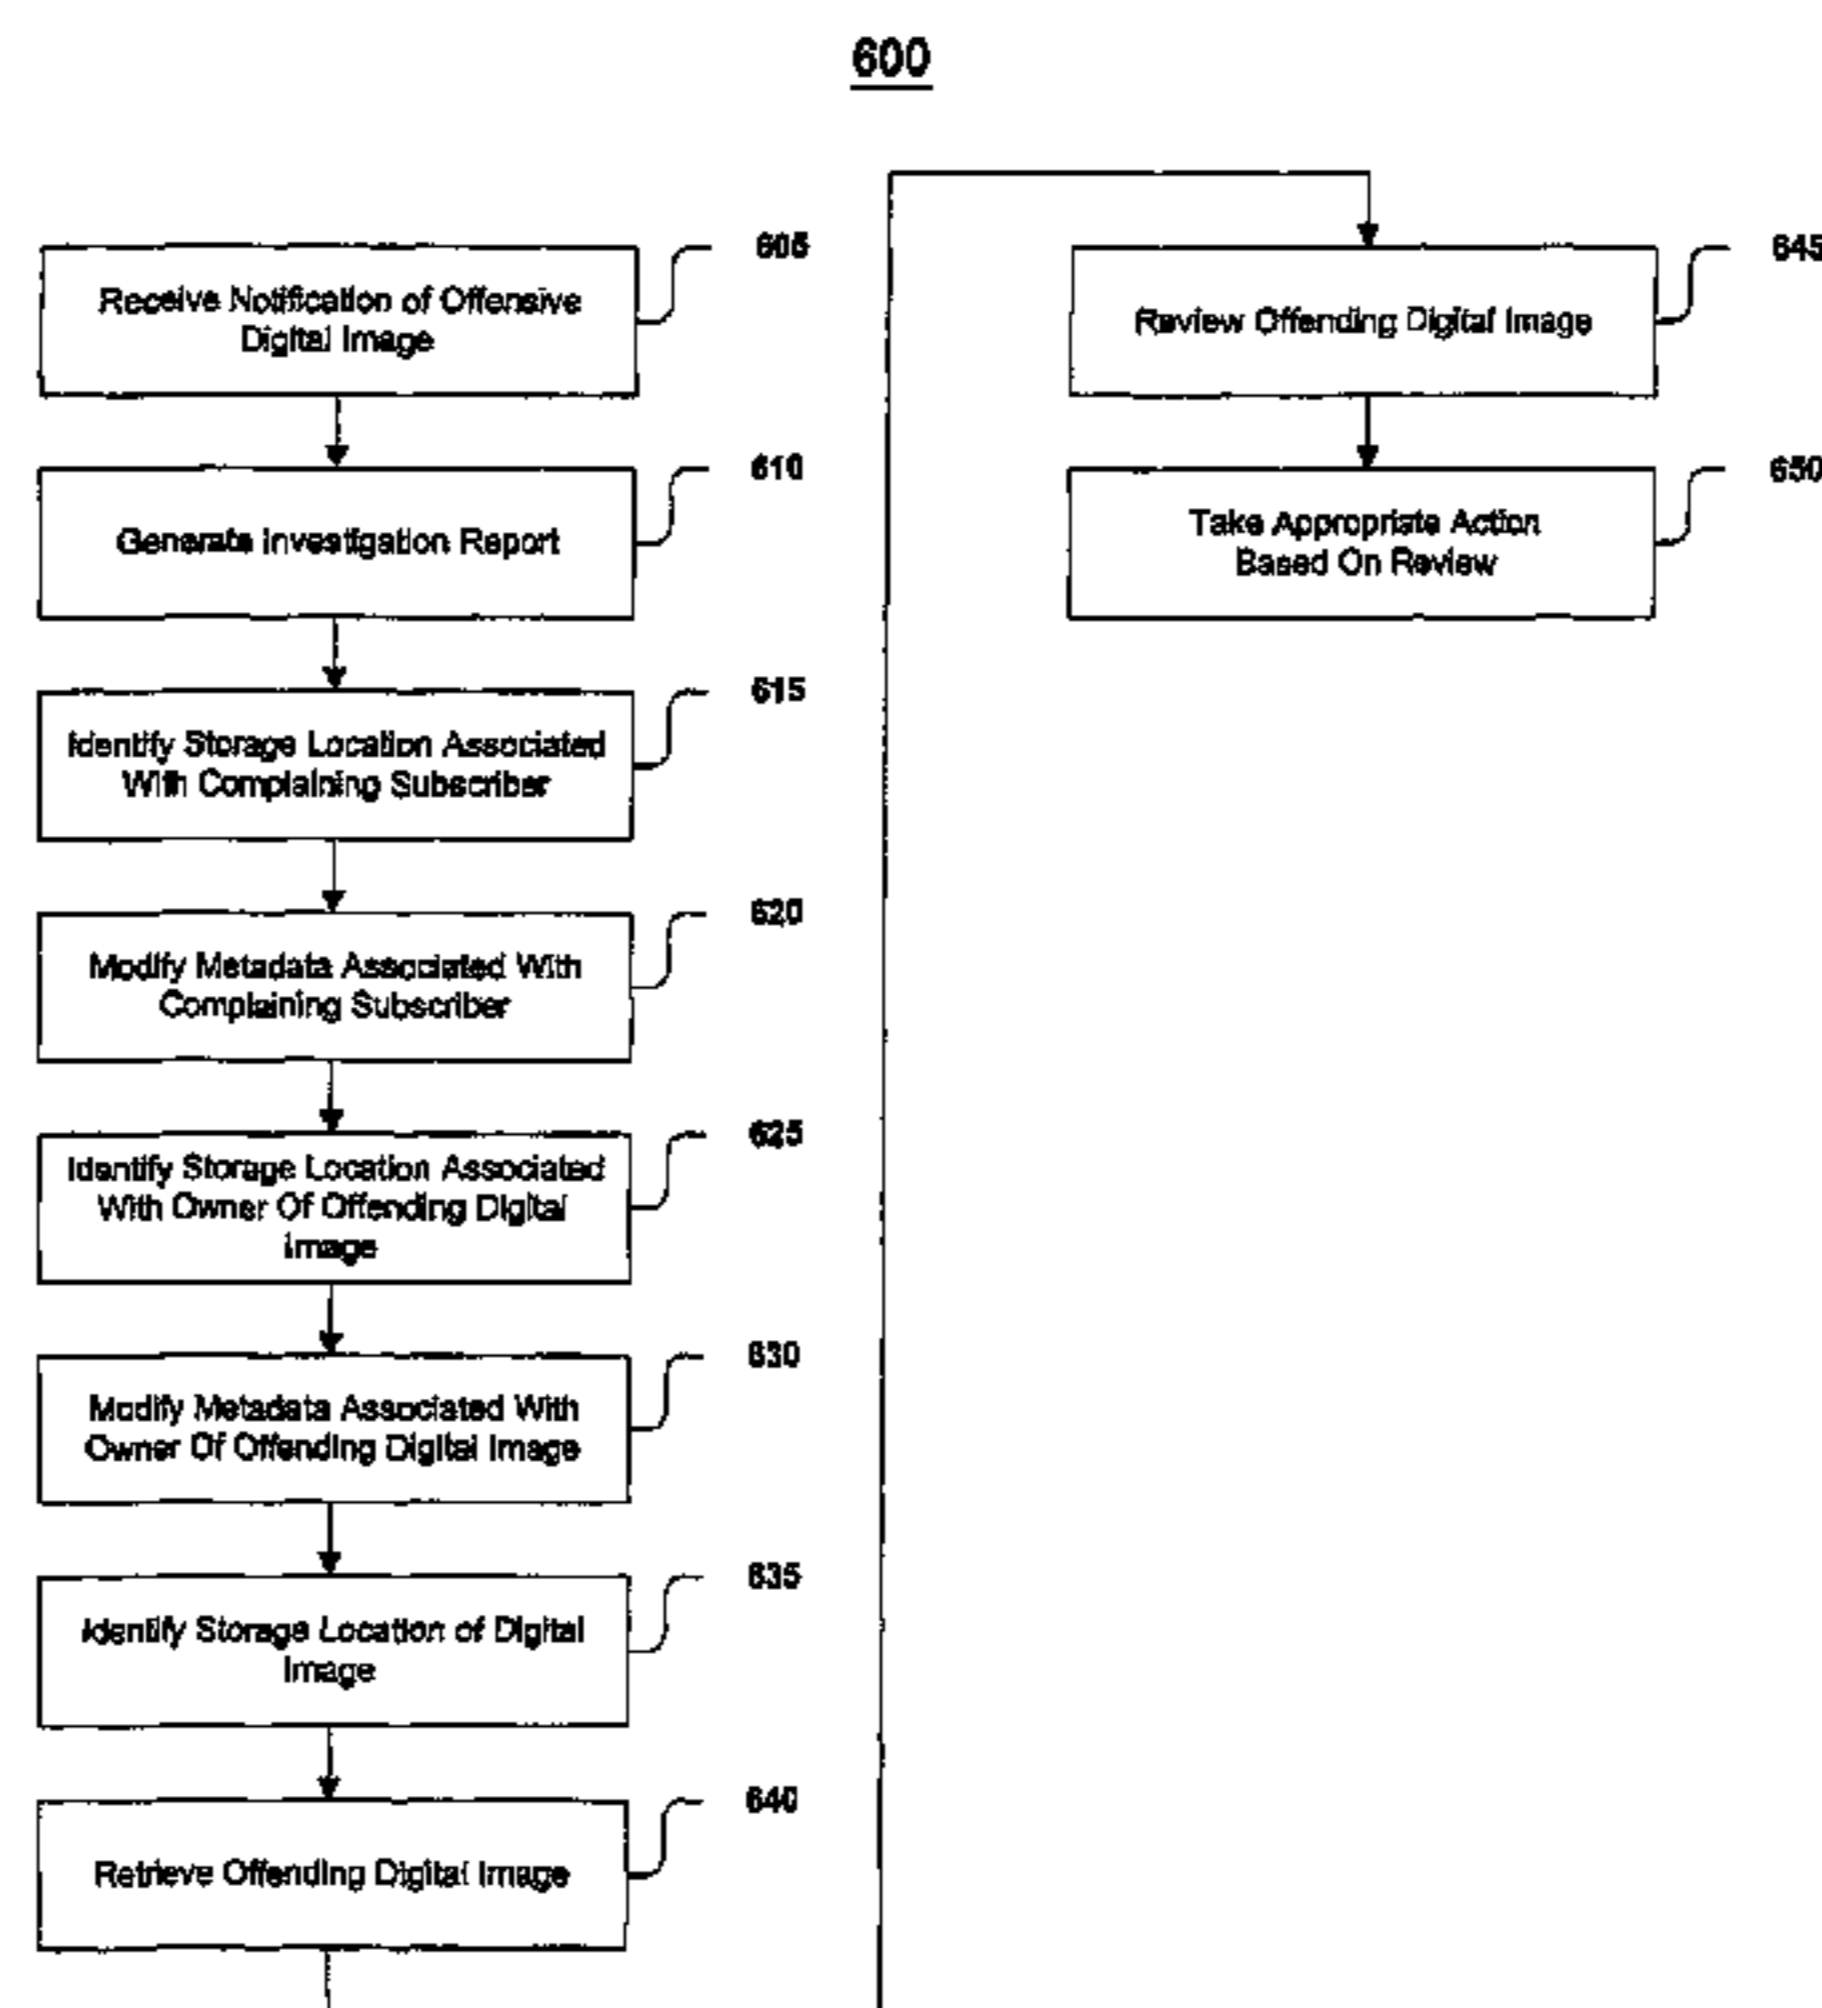 600
605
Receive Notification of Offensive
Digital Image
610
Generate Investigation Report
615
Identify Storage Location Associated
With Complaining Subscriber
620
Modify Metadata Associated With
Complaining Subscriber
625
Identify Storage Location Associated
With Owner Of Offending Digital
Image
630
Modify Metadata Associated With
Owner Of Offending Digital Image
635
Identify Storage Location of Digital
Image
640
Retrieve Offending Digital Image
645
Review Offending Digital Image
650
Take Appropriate Action
Based On Review